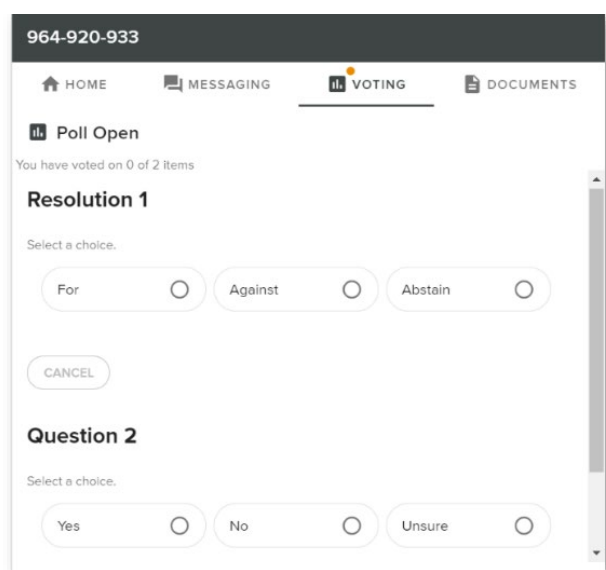 964-920-933
HOME MESSAGING VOTING DOCUMENTS
Poll Open
You have voted on 0 of 2 items
Resolution 1
Select a choice.
For Against Abstain
CANCEL
Question 2
Select a choice.
Yes No Unsure